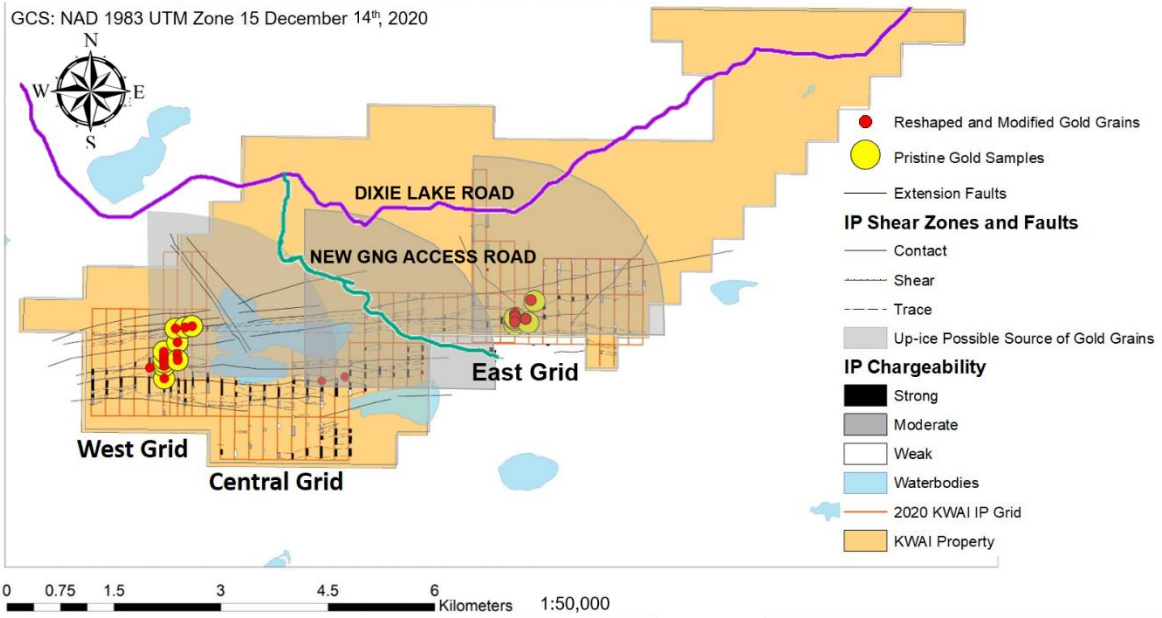 GCS: NAD 1983 UTM Zone 15 December 14th, 2020
N
W E
S
DIXIE LAKE ROAD
NEW GNG ACCESS ROAD
East Grid
West Grid
Central Grid
Reshaped and Modified Gold Grains
Pristine Gold Samples
Extension Faults
IP Shear Zones and Faults
Contact
Shear
Trace
Up-ice Possible Source of Gold Grains
IP Chargeability
Strong
Moderate
Weak
Waterbodies
2020 KWAI IP Grid
KWAI Property
0 0.75 1.5 3 4.5 6
Kilometers 1:50,000